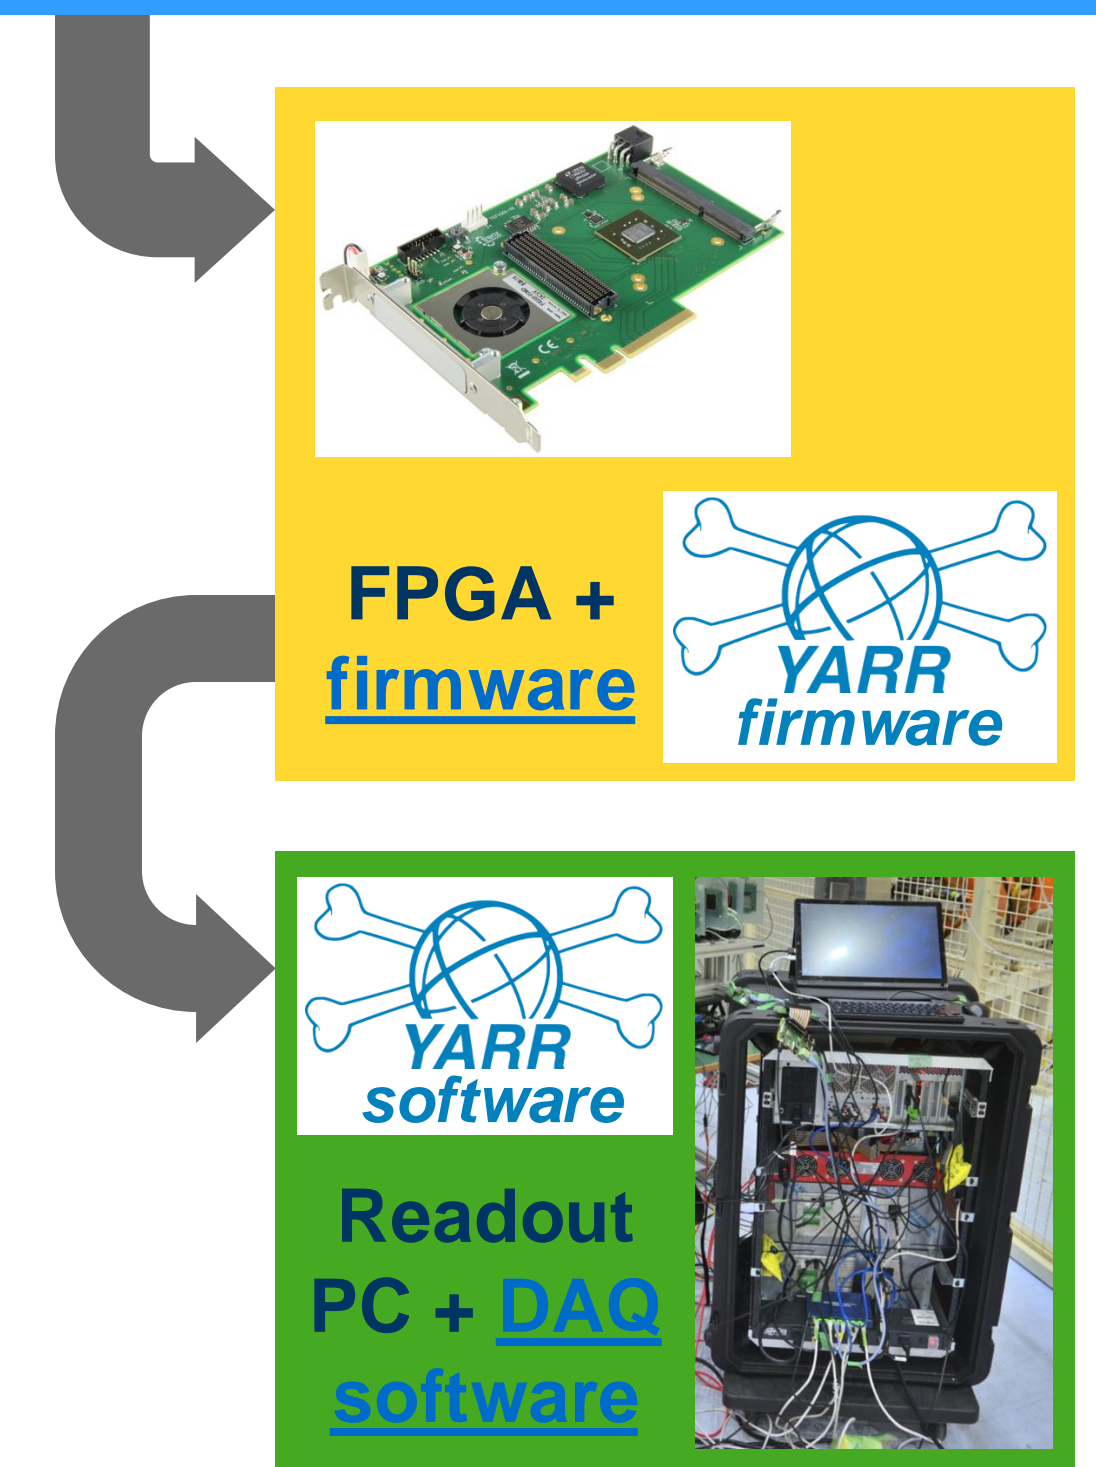 FPGA +
firmware
YARR
firmware
YARR
software
Readout
PC + DAQ
software